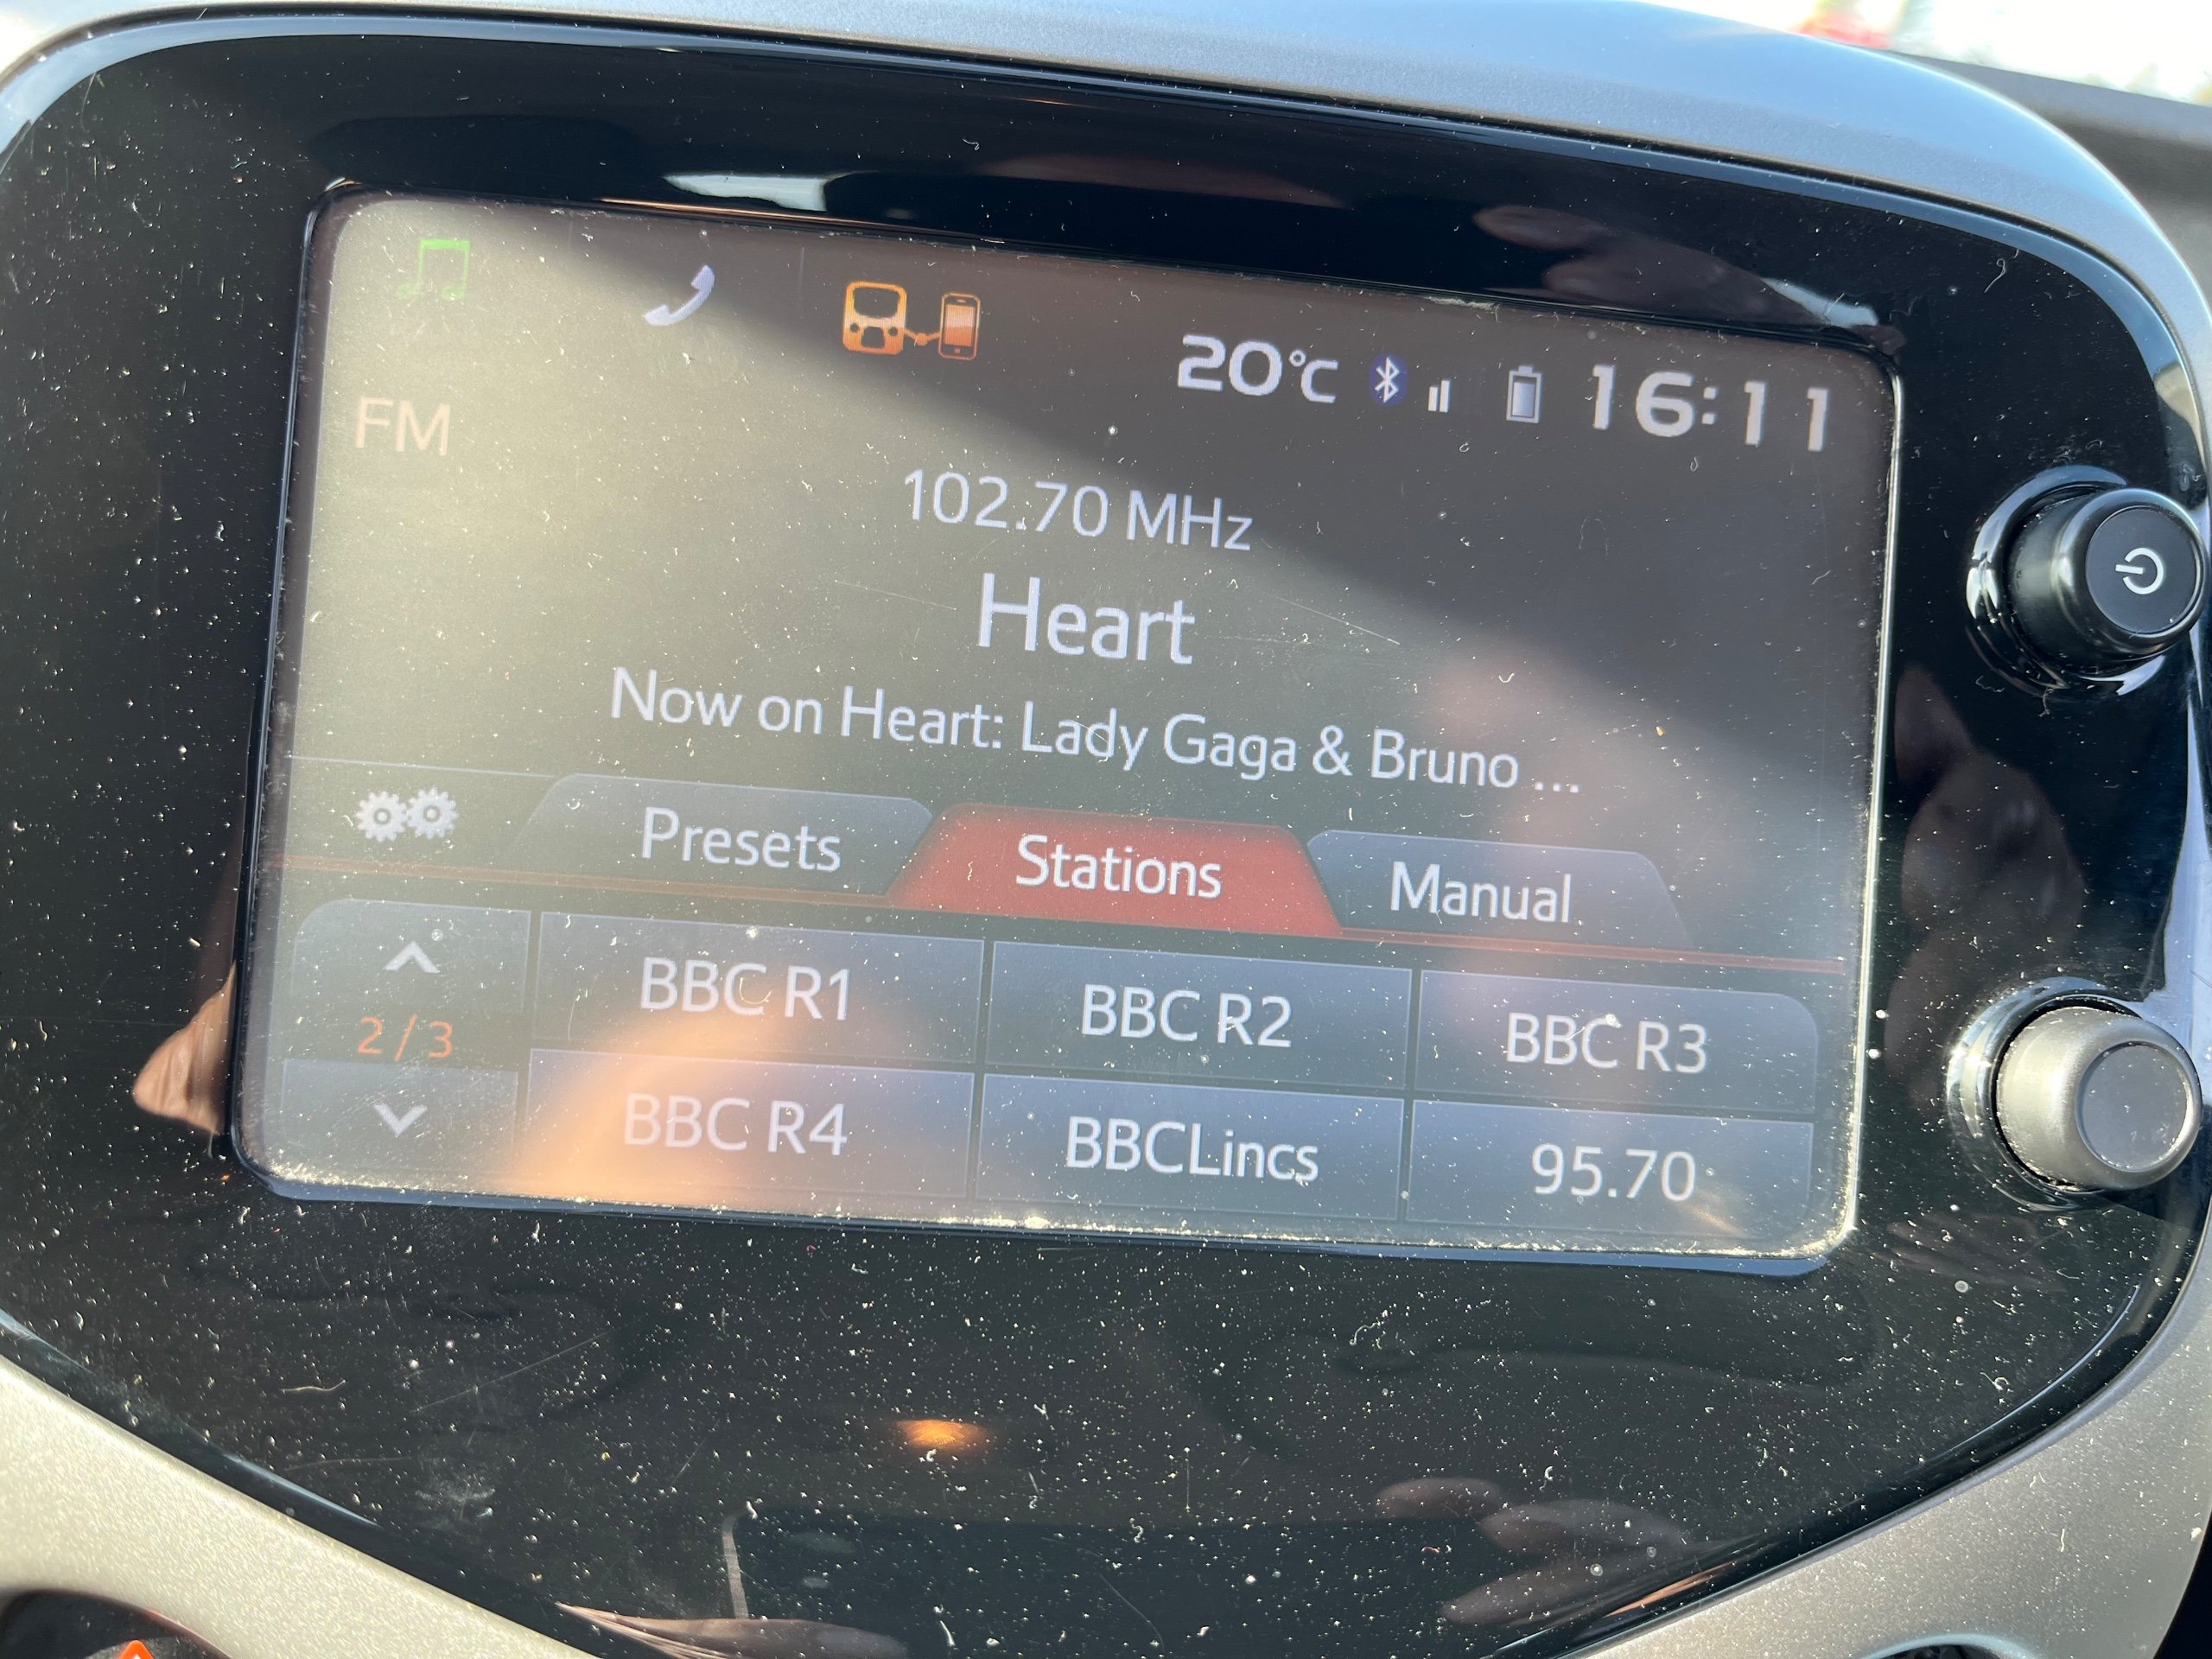 20°C 16:11
FM
102.70 MHz
Heart
Now on Heart: Lady Gaga & Bruno ...
Presets Stations Manual
BBC R1 BBC R2 BBC R3
2/3
BBC R4 BBCLincs 95.70